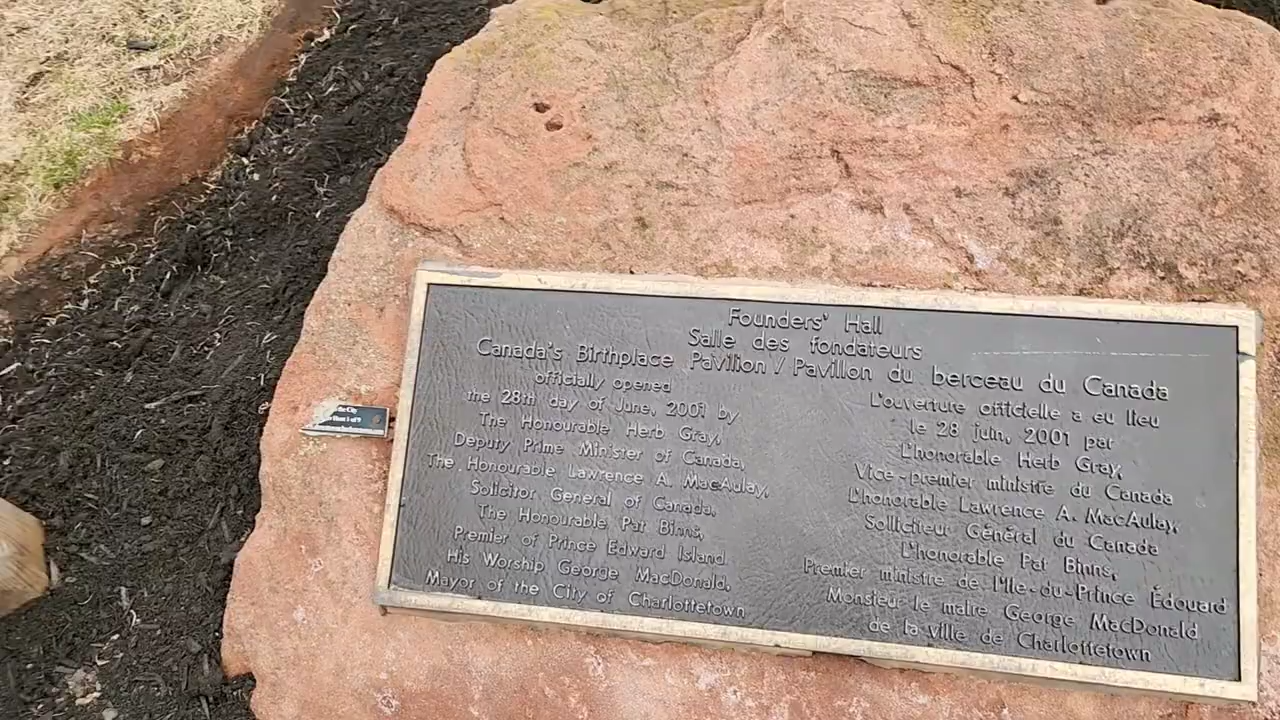 Founders' Hall
Salle des fondateurs
Canada's Birthplace Pavilion / Pavillon du berceau du Canada
officially opened
the 28th day of June, 2001 by
The Honourable Herb Gray,
Deputy Prime Minister of Canada,
The Honourable Lawrence A. MacAulay,
Solicitor General of Canada,
The Honourable Pat Binns,
Premier of Prince Edward Island
His Worship George MacDonald,
Mayor of the City of Charlottetown
L'ouverture officielle a eu lieu
le 28 juin, 2001 par
L'honorable Herb Gray,
Vice-premier ministre du Canada
L'honorable Lawrence A. MacAulay,
Solliciteur Général du Canada
L'honorable Pat Binns,
Premier ministre de l'Ile-du-Prince Édouard
Monsieur le maire George MacDonald
de la ville de Charlottetown
the City